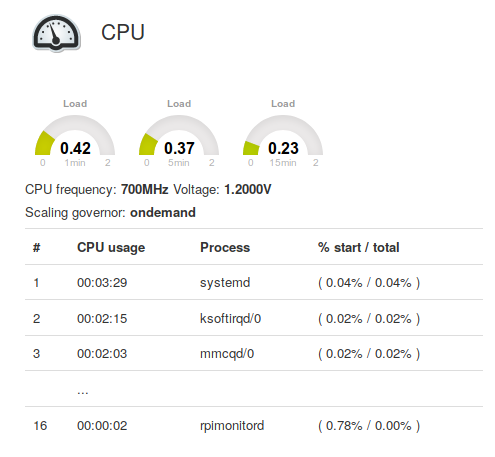 CPU
Load Load Load
0.42 0.37 0.23
0 1min 2 0 5min 2 0 15min 2
CPU frequency: 700MHz Voltage: 1.2000V
Scaling governor: ondemand
# CPU usage Process % start / total
1 00:03:29 systemd ( 0.04% / 0.04% )
2 00:02:15 ksoftirqd/0 ( 0.02% / 0.02% )
3 00:02:03 mmcqd/0 ( 0.02% / 0.02% )
...
16 00:00:02 rpimonitord ( 0.78% / 0.00% )